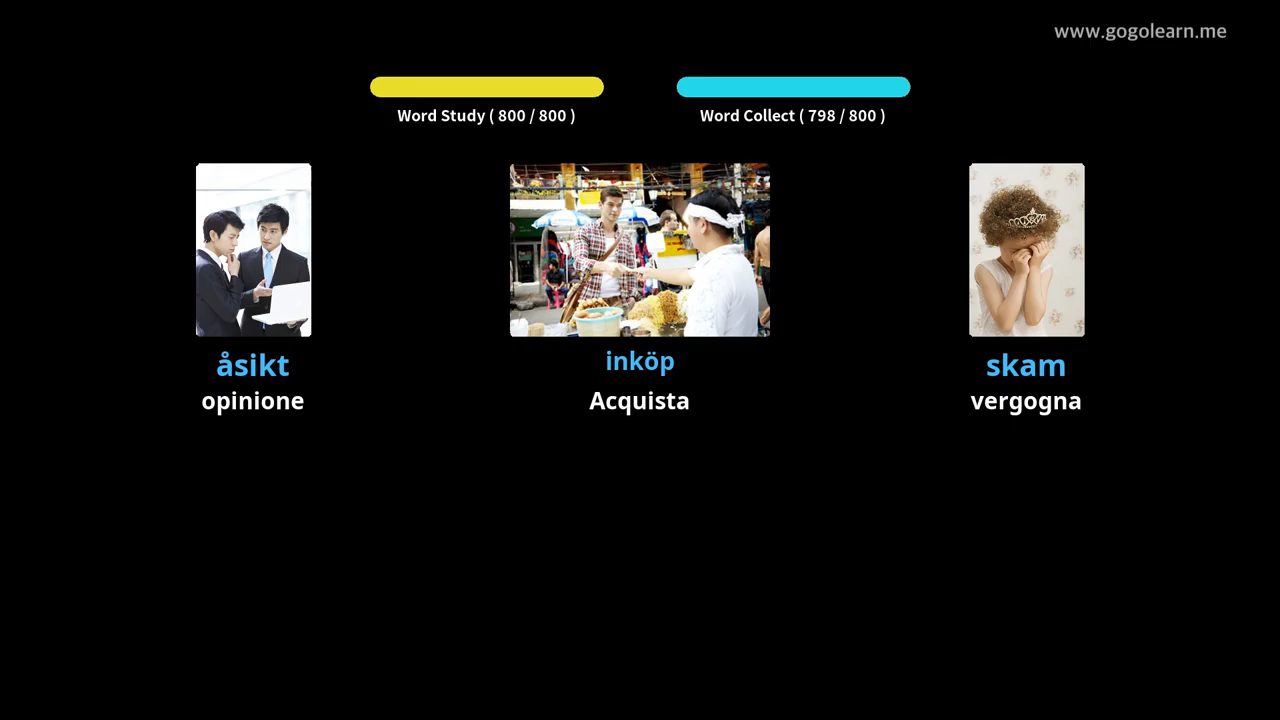 www.gogolearn.me
Word Study ( 800 / 800 )
Word Collect ( 798 / 800 )
åsikt
opinione
inköp
Acquista
skam
vergogna